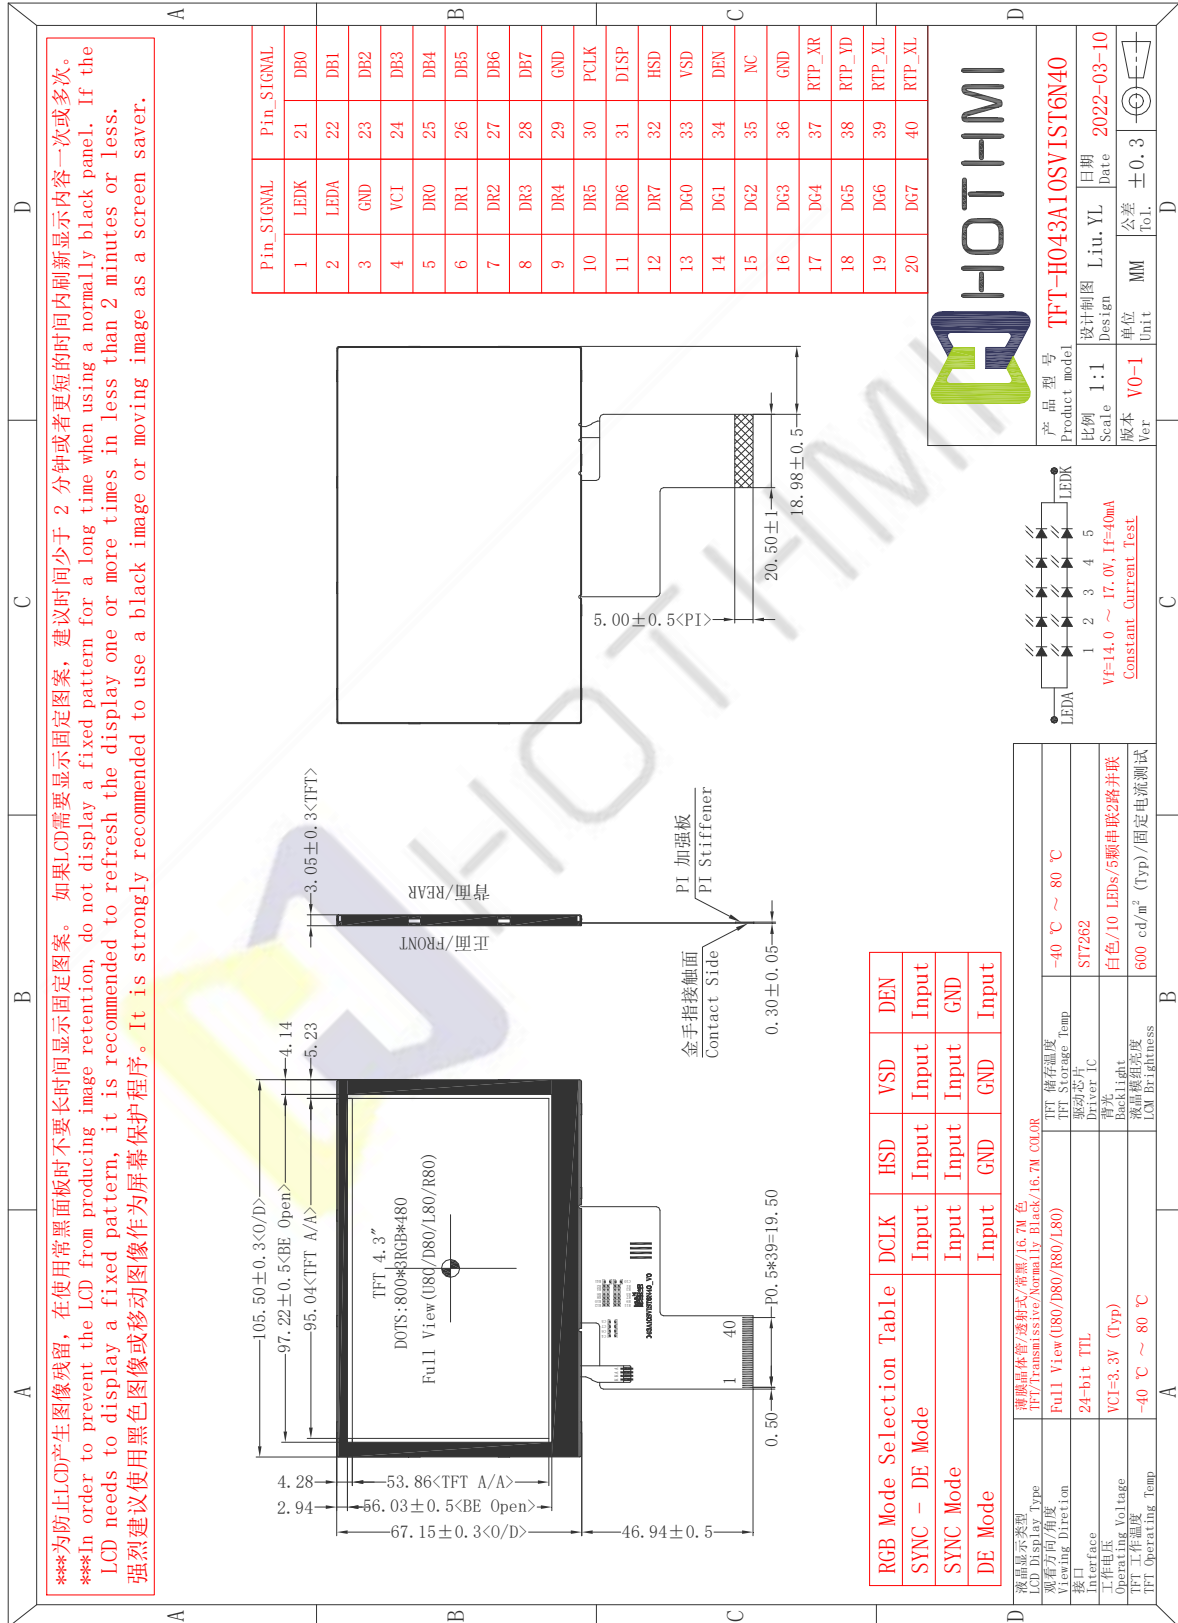 ***为防止LCD产生图像残留，在使用常黑面板时不要长时间显示固定图案。 如果LCD需要显示固定图案，建议时间少于 2 分钟或者更短的时间内刷新显示内容一次或多次。
***In order to prevent the LCD from producing image retention, do not display a fixed pattern for a long time when using a normally black panel. If the
LCD needs to display a fixed pattern, it is recommended to refresh the display one or more times in less than 2 minutes or less.
强烈建议使用黑色图像或移动图像作为屏幕保护程序。It is strongly recommended to use a black image or moving image as a screen saver.
A B C D
A B C D
A B C D
A B C D
105.50±0.3<O/D>
97.22±0.5<BE Open>
4.14
95.04<TFT A/A>
5.23
TFT 4.3″
DOTS:800*3RGB*480
Full View(U80/D80/L80/R80)
4.28
2.94
53.86<TFT A/A>
56.03±0.5<BE Open>
67.15±0.3<O/D>
46.94±0.5
1
40
0.50
P0.5*39=19.50
3.05±0.3<TFT>
正面/FRONT
背面/REAR
金手指接触面
Contact Side
PI 加强板
PI Stiffener
0.30±0.05
5.00±0.5<PI>
20.50±1
18.98±0.5
Pin_SIGNAL Pin_SIGNAL
1 LEDK 21 DB0
2 LEDA 22 DB1
3 GND 23 DB2
4 VCI 24 DB3
5 DR0 25 DB4
6 DR1 26 DB5
7 DR2 27 DB6
8 DR3 28 DB7
9 DR4 29 GND
10 DR5 30 PCLK
11 DR6 31 DISP
12 DR7 32 HSD
13 DG0 33 VSD
14 DG1 34 DEN
15 DG2 35 NC
16 DG3 36 GND
17 DG4 37 RTP_XR
18 DG5 38 RTP_YD
19 DG6 39 RTP_XL
20 DG7 40 RTP_XL
RGB Mode Selection Table DCLK HSD VSD DEN
SYNC - DE Mode Input Input Input Input
SYNC Mode Input Input Input GND
DE Mode Input GND GND Input
液晶显示类型
LCD Display Type
薄膜晶体管/透射式/常黑/16.7M 色
TFT/Transmissive/Normally Black/16.7M COLOR
观看方向/角度
Viewing Diretion
Full View(U80/D80/R80/L80)
TFT 储存温度
TFT Storage Temp
-40 ℃ ～ 80 ℃
接口
Interface
24-bit TTL
驱动芯片
Driver IC
ST7262
工作电压
Operating Voltage
VCI=3.3V (Typ)
背光
Backlight
白色/10 LEDs/5颗串联2路并联
TFT 工作温度
TFT Operating Temp
-40 ℃ ～ 80 ℃
液晶模组亮度
LCM Brightness
600 cd/m² (Typ)/固定电流测试
LEDA
LEDK
1 2 3 4 5
Vf=14.0 ～ 17.0V, If=40mA
Constant Current Test
HOTHMI
产 品 型 号
Product model
TFT-H043A10SVIST6N40
比例
Scale
1:1
设计制图
Design
Liu.YL
日期
Date
2022-03-10
版本
Ver
V0-1
单位
Unit
MM
公差
Tol.
±0.3
HOTHMI